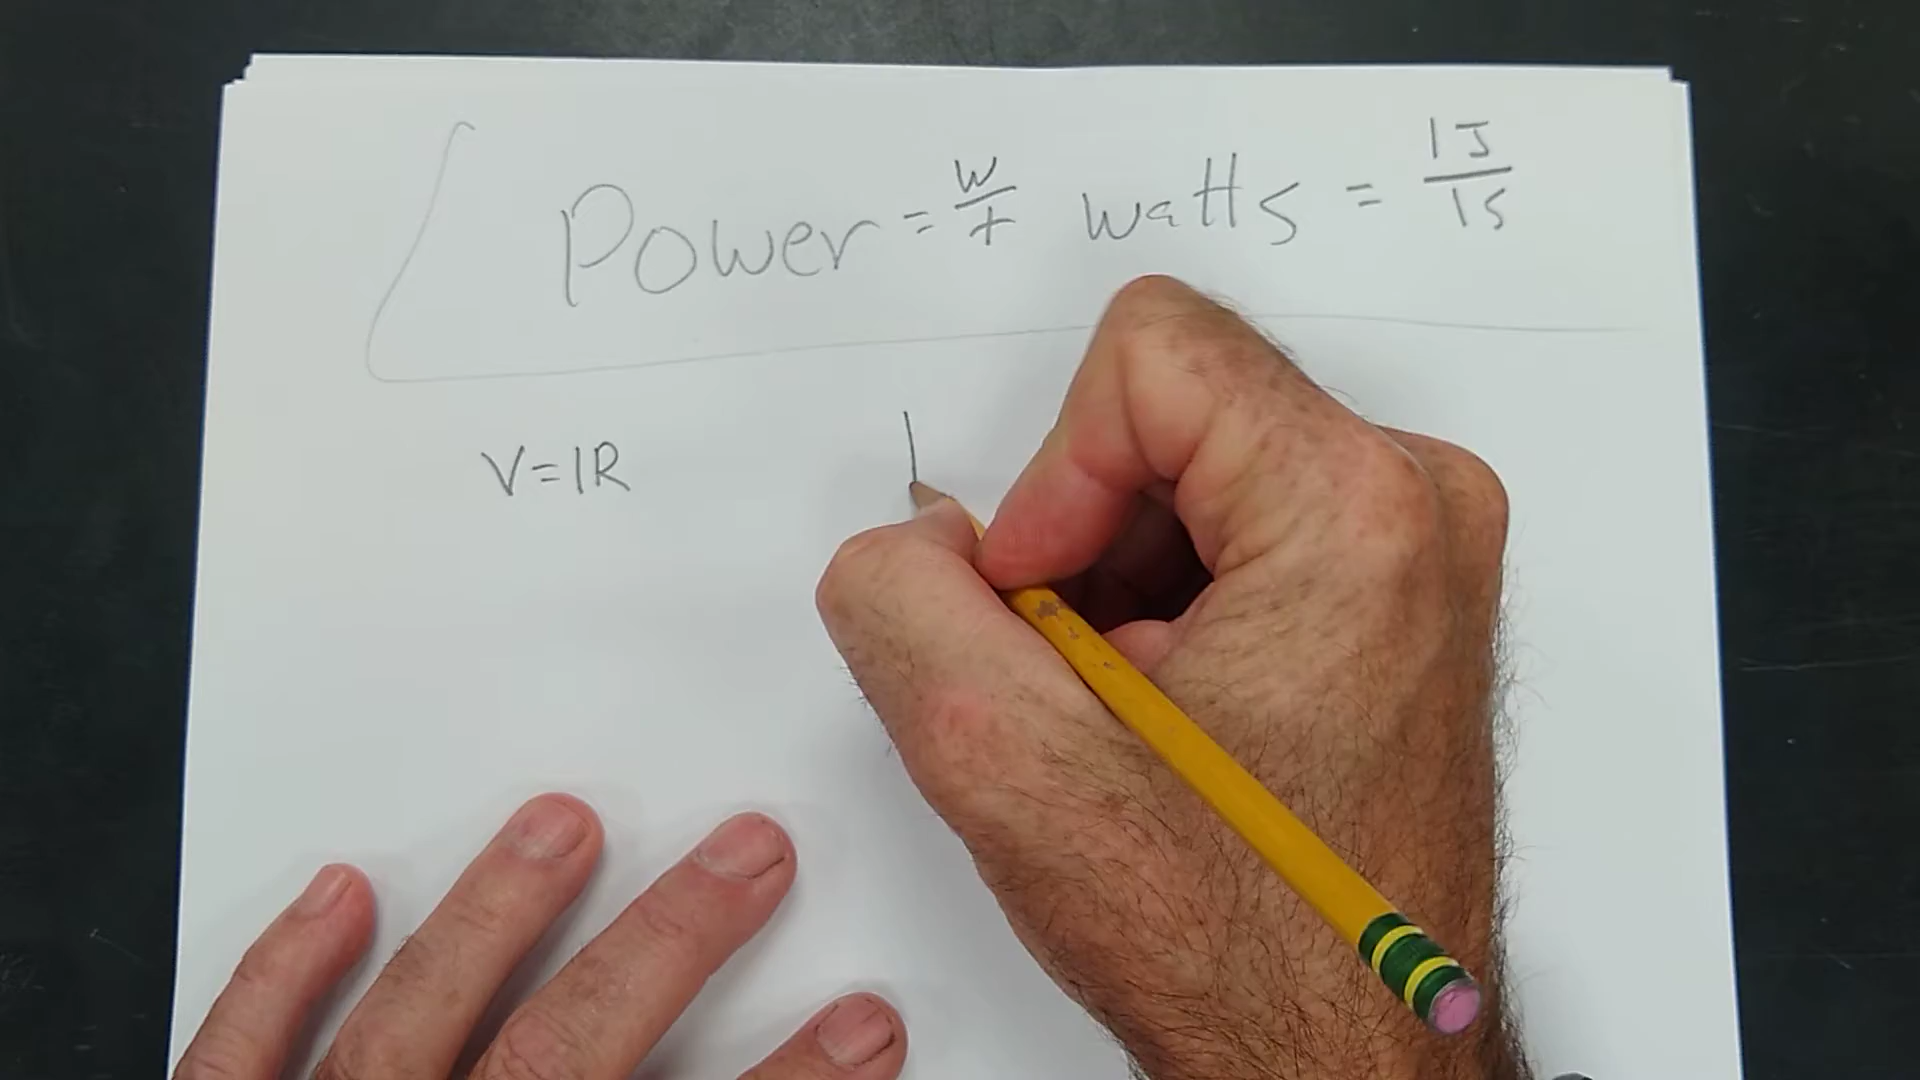 Power = W/t watts = 1J/1s
V=IR